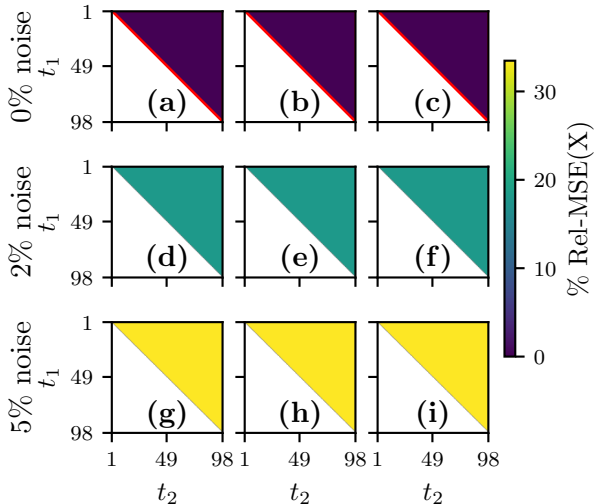 0% noise
t₁
1
49
98
(a)
(b)
(c)
2% noise
t₁
1
49
98
(d)
(e)
(f)
5% noise
t₁
1
49
98
(g)
(h)
(i)
1 49 98
1 49 98
1 49 98
t₂
t₂
t₂
30
20
10
0
% Rel-MSE(X)